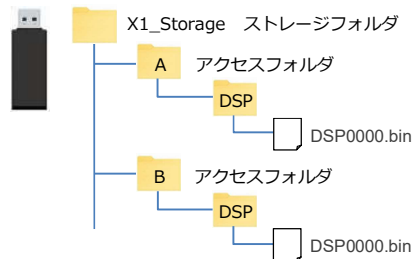 X1_Storage　ストレージフォルダ
A　アクセスフォルダ
DSP
DSP0000.bin
B　アクセスフォルダ
DSP
DSP0000.bin